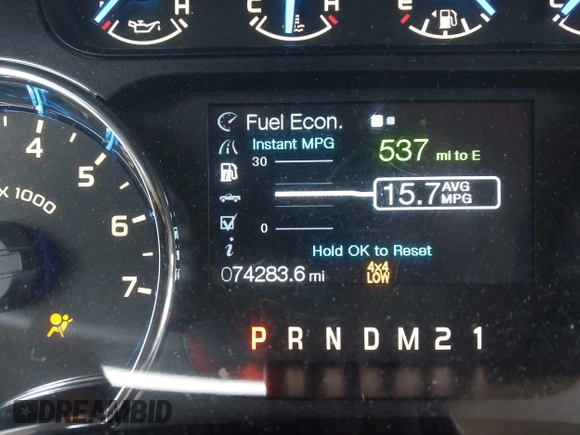 H C H E C
Fuel Econ.
Instant MPG
537 mi to E
30
15.7 AVG MPG
0
Hold OK to Reset
074283.6 mi
4x4 LOW
4
5
6
7
X 1000
P R N D M 2 1
DREAMBID